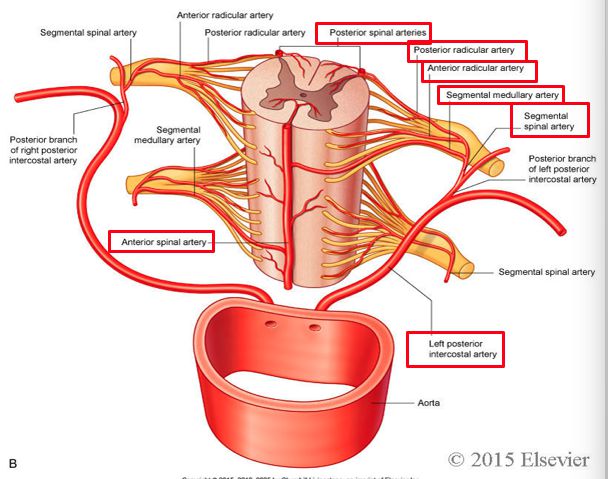 Anterior radicular artery
Segmental spinal artery
Posterior radicular artery
Posterior spinal arteries
Posterior radicular artery
Anterior radicular artery
Segmental medullary artery
Segmental
spinal artery
Posterior branch
of right posterior
intercostal artery
Segmental
medullary artery
Posterior branch
of left posterior
intercostal artery
Anterior spinal artery
Segmental spinal artery
Left posterior
intercostal artery
Aorta
B
© 2015 Elsevier